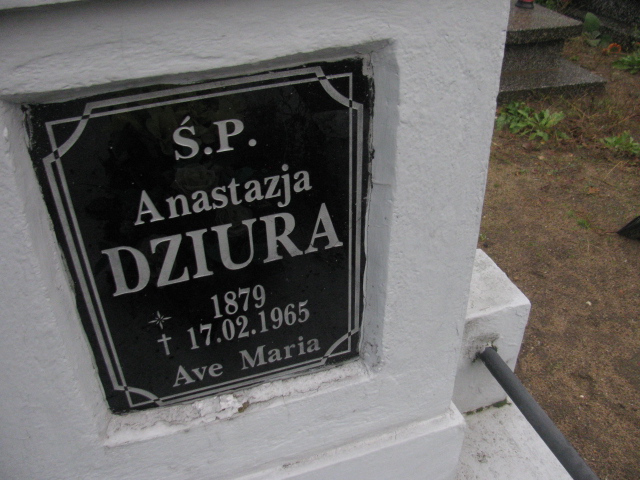 Ś.P.
Anastazja
DZIURA
1879
† 17.02.1965
Ave Maria